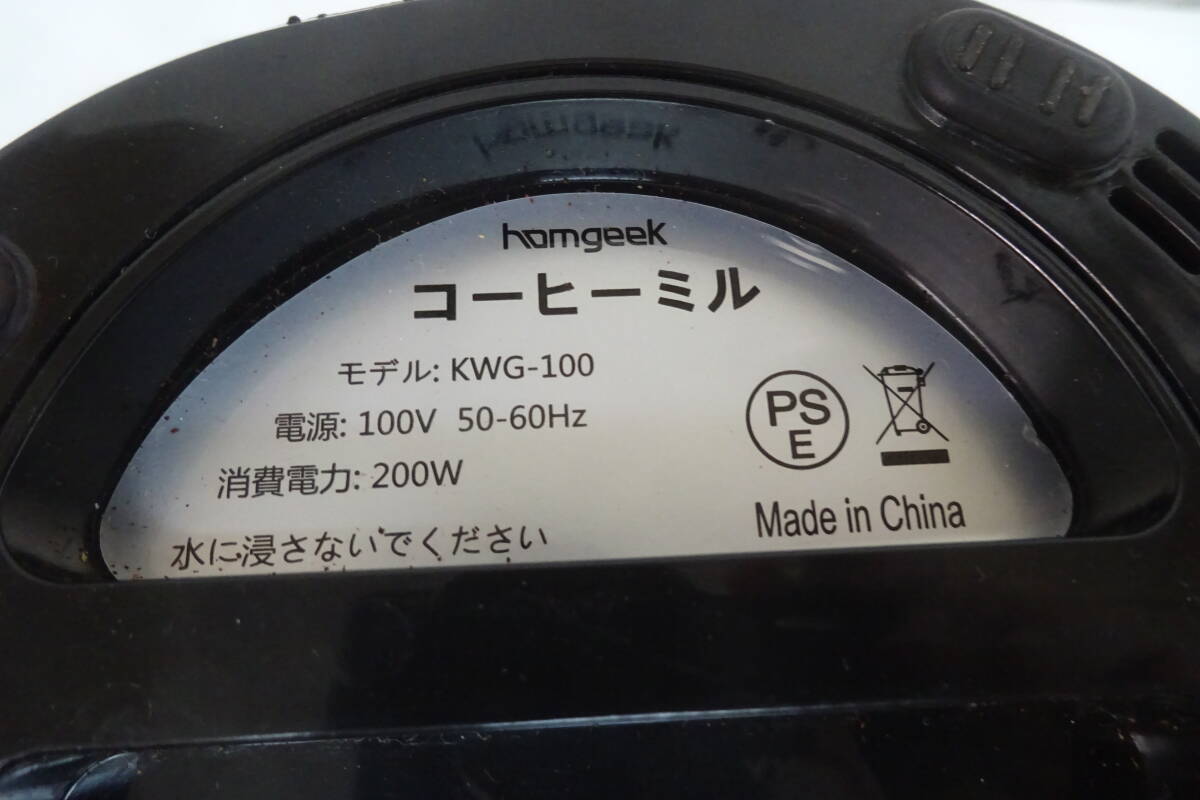 homgeek
コーヒーミル
モデル: KWG-100
電源: 100V 50-60Hz
消費電力: 200W
水に浸さないでください
PS
E
Made in China